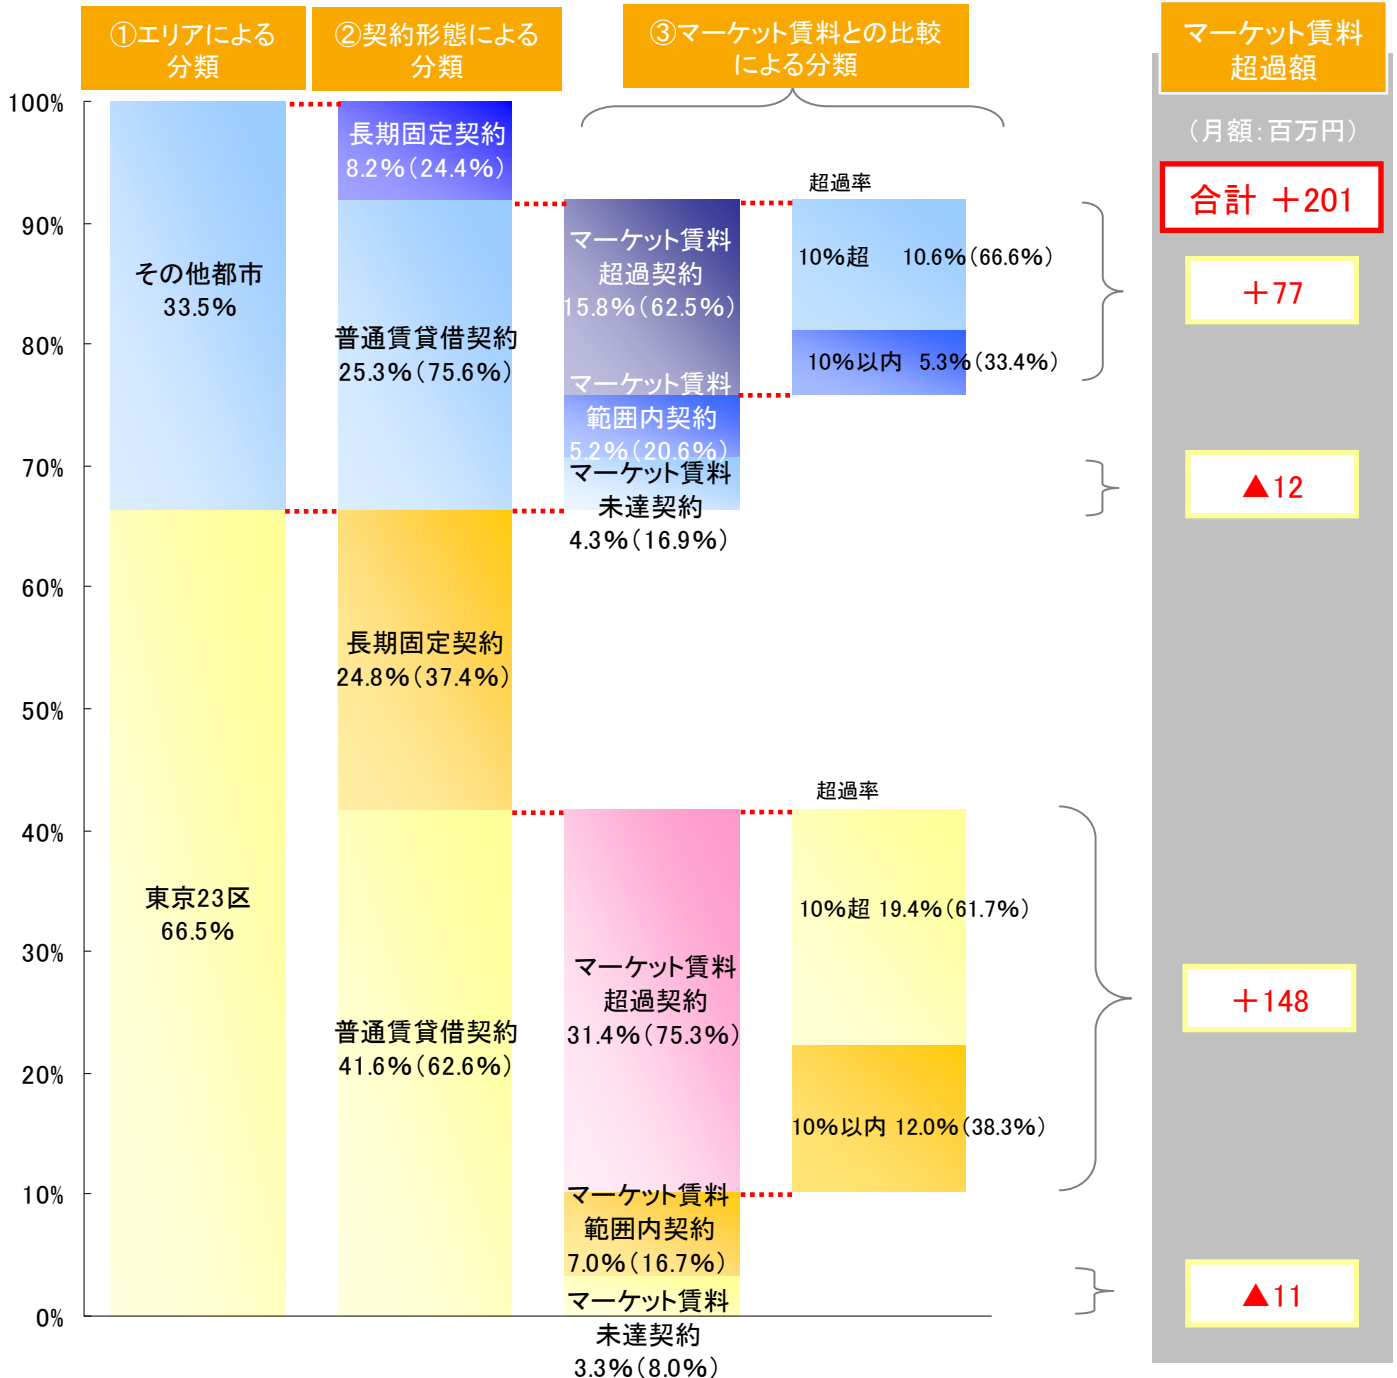 ①エリアによる
分類
②契約形態による
分類
③マーケット賃料との比較
による分類
マーケット賃料
超過額
(月額:百万円)
合計 +201
100%
90%
80%
70%
60%
50%
40%
30%
20%
10%
0%
その他都市
33.5%
東京23区
66.5%
長期固定契約
8.2%(24.4%)
普通賃貸借契約
25.3%(75.6%)
長期固定契約
24.8%(37.4%)
普通賃貸借契約
41.6%(62.6%)
マーケット賃料
超過契約
15.8%(62.5%)
マーケット賃料
範囲内契約
5.2%(20.6%)
マーケット賃料
未達契約
4.3%(16.9%)
超過率
10%超 10.6%(66.6%)
10%以内 5.3%(33.4%)
+77
▲12
マーケット賃料
超過契約
31.4%(75.3%)
マーケット賃料
範囲内契約
7.0%(16.7%)
マーケット賃料
未達契約
3.3%(8.0%)
超過率
10%超 19.4%(61.7%)
10%以内 12.0%(38.3%)
+148
▲11